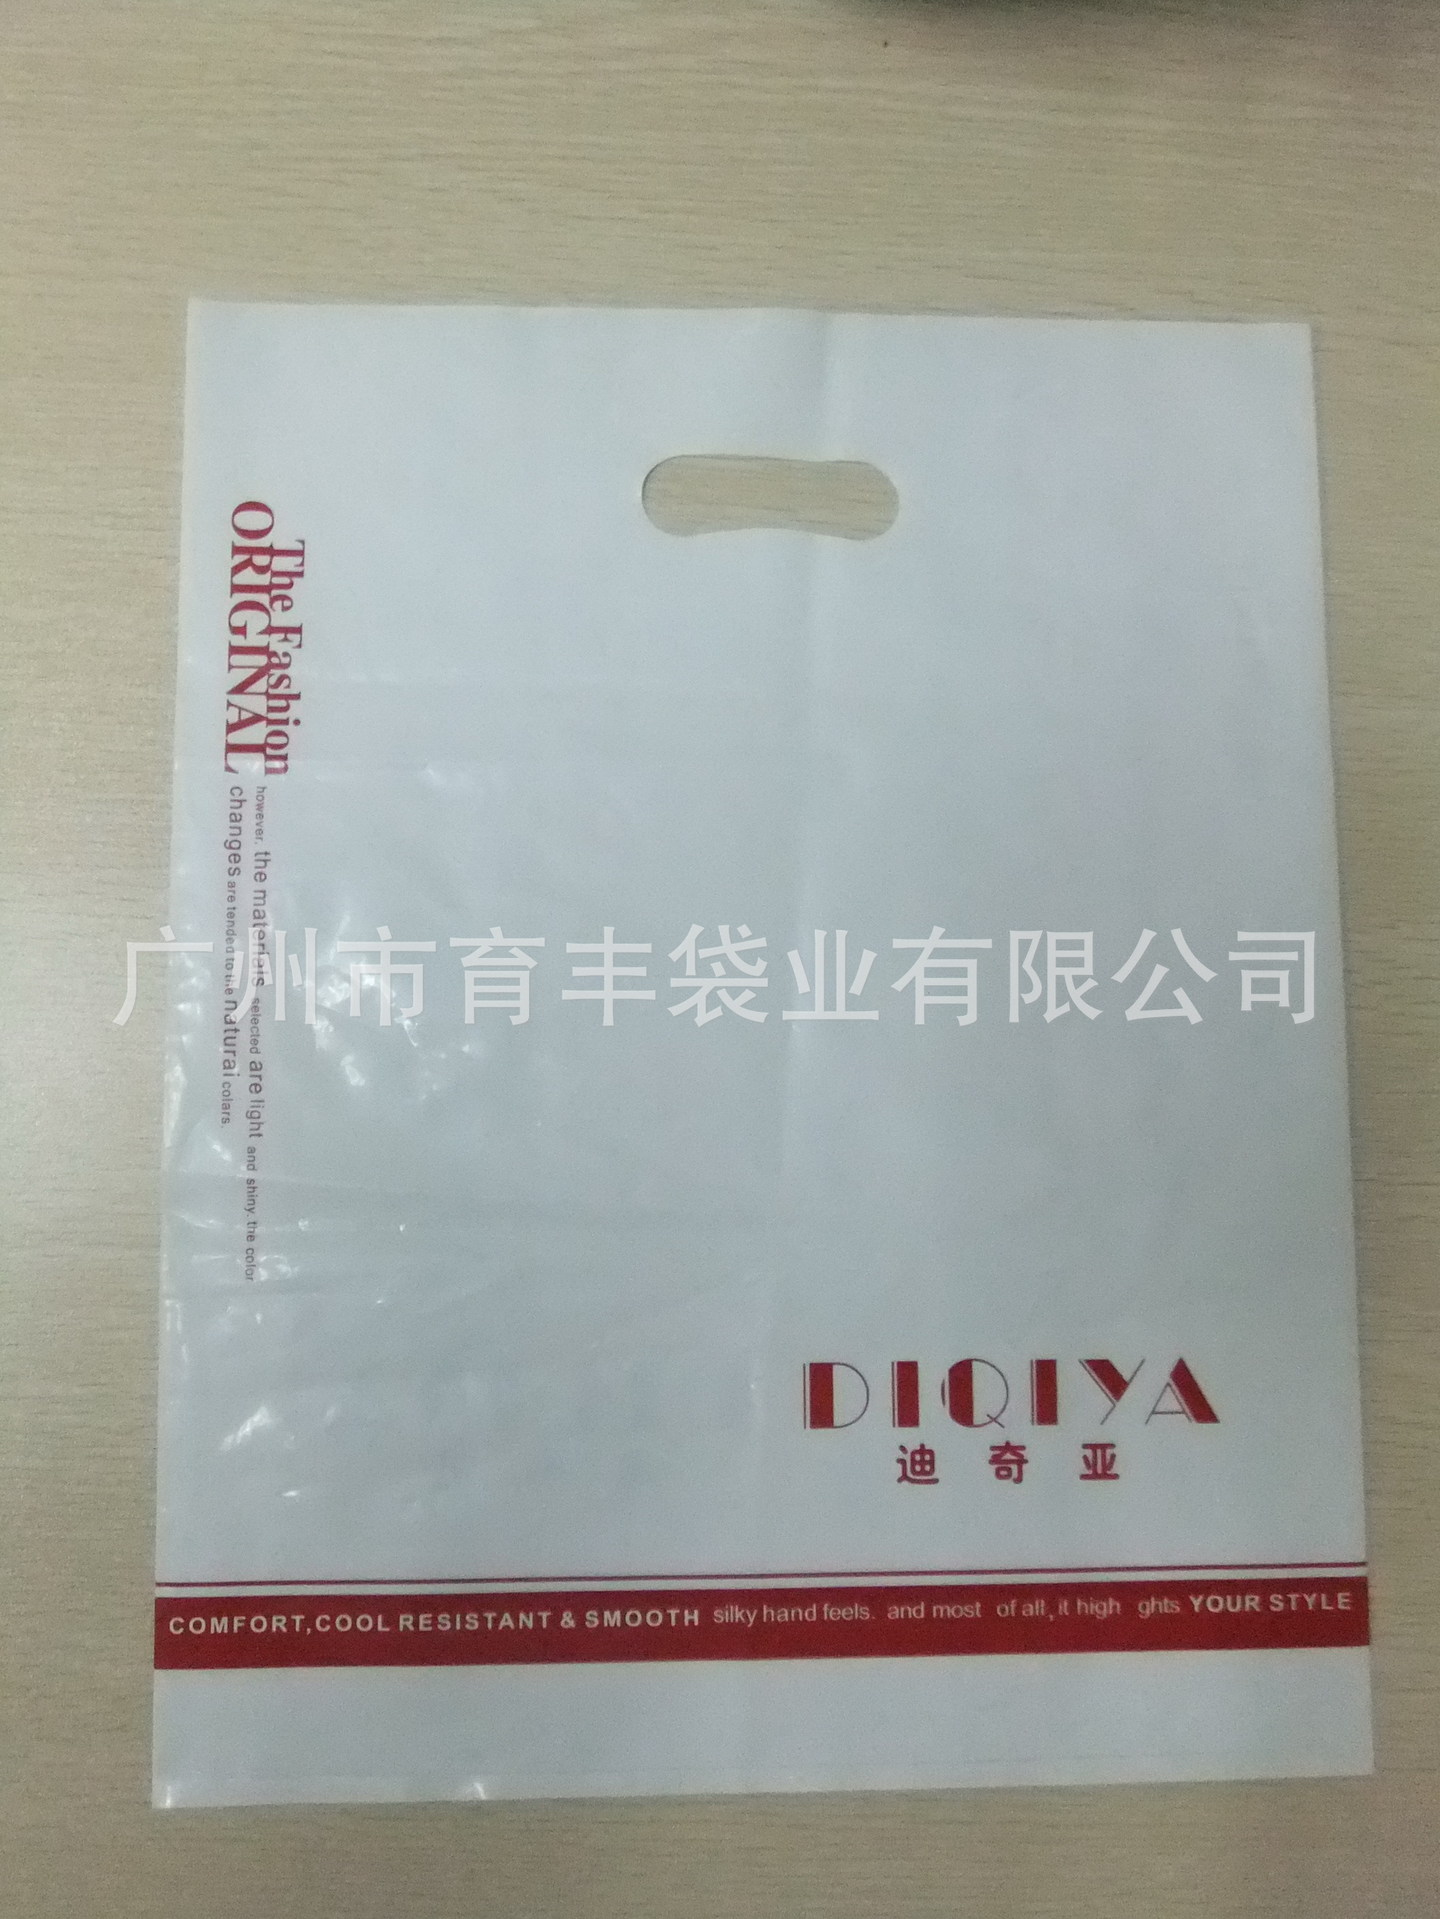 The Fashion
ORIGINAL
however, the materials selected are light and shiny. the color
changes are tended to the naturai colars.
广州市育丰袋业有限公司
DIQIYA
迪奇亚
COMFORT,COOL RESISTANT & SMOOTH silky hand feels. and most of all, it high ghts YOUR STYLE